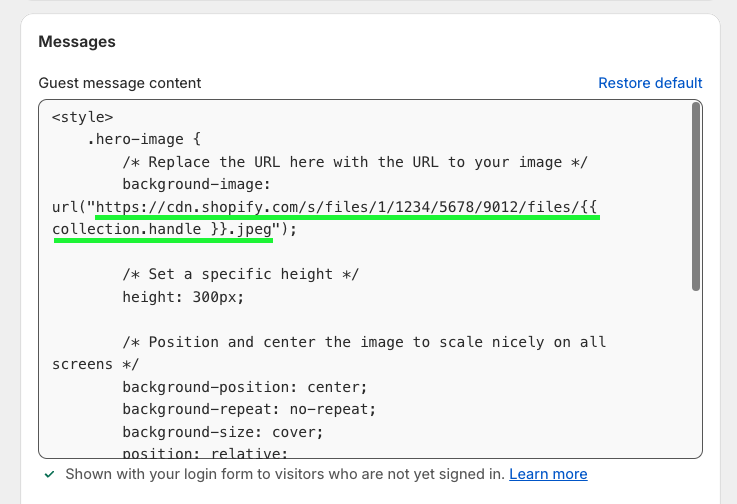 Messages
Guest message content
Restore default
<style>
.hero-image {
/* Replace the URL here with the URL to your image */
background-image:
url("https://cdn.shopify.com/s/files/1/1234/5678/9012/files/{{
collection.handle }}.jpeg");
/* Set a specific height */
height: 300px;
/* Position and center the image to scale nicely on all
screens */
background-position: center;
background-repeat: no-repeat;
background-size: cover;
position: relative;
Shown with your login form to visitors who are not yet signed in. Learn more